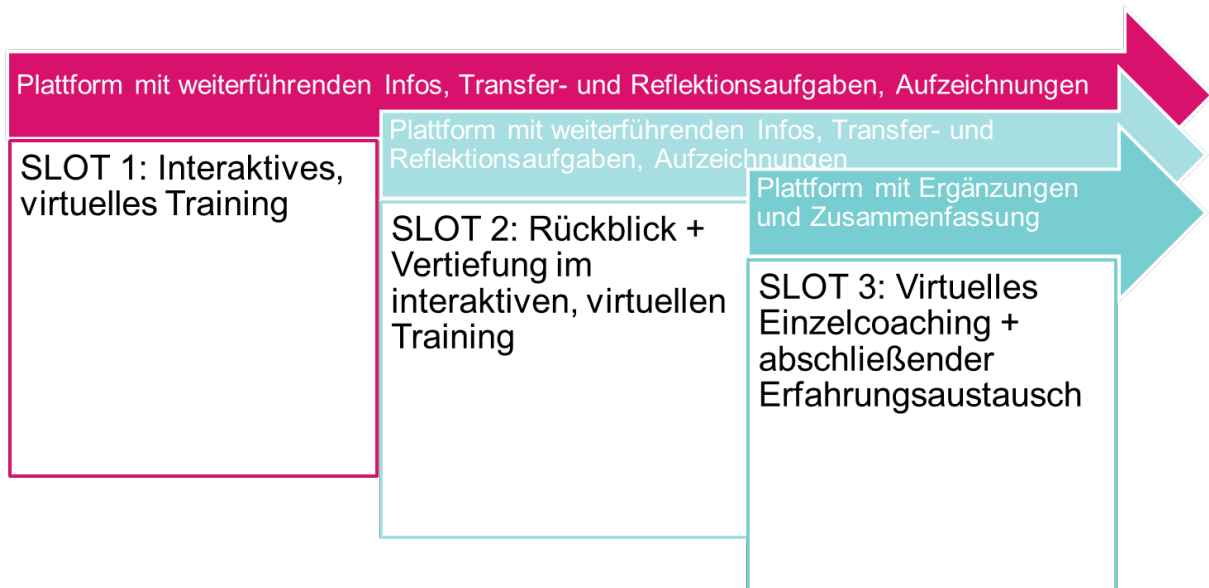 Plattform mit weiterführenden Infos, Transfer- und Reflektionsaufgaben, Aufzeichnungen
SLOT 1: Interaktives,
virtuelles Training
Plattform mit weiterführenden Infos, Transfer- und
Reflektionsaufgaben, Aufzeichnungen
SLOT 2: Rückblick +
Vertiefung im
interaktiven, virtuellen
Training
Plattform mit Ergänzungen
und Zusammenfassung
SLOT 3: Virtuelles
Einzelcoaching +
abschließender
Erfahrungsaustausch